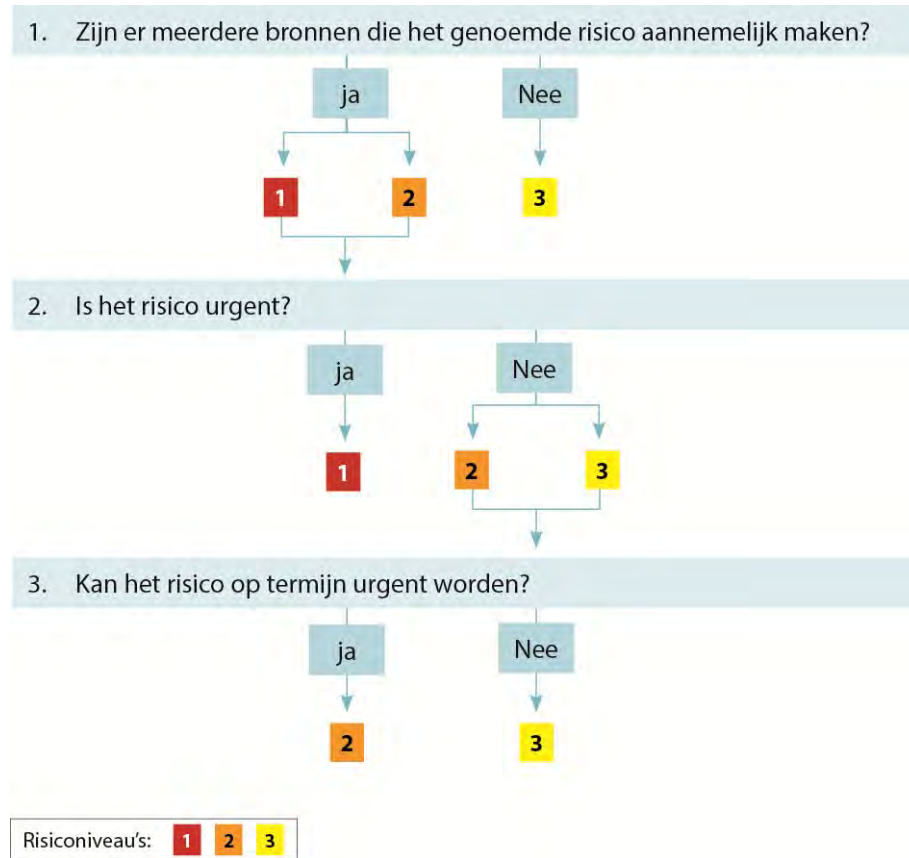 1. Zijn er meerdere bronnen die het genoemde risico aannemelijk maken?
ja Nee
1 2 3
2. Is het risico urgent?
ja Nee
1 2 3
3. Kan het risico op termijn urgent worden?
ja Nee
2 3
Risiconiveau's: 1 2 3